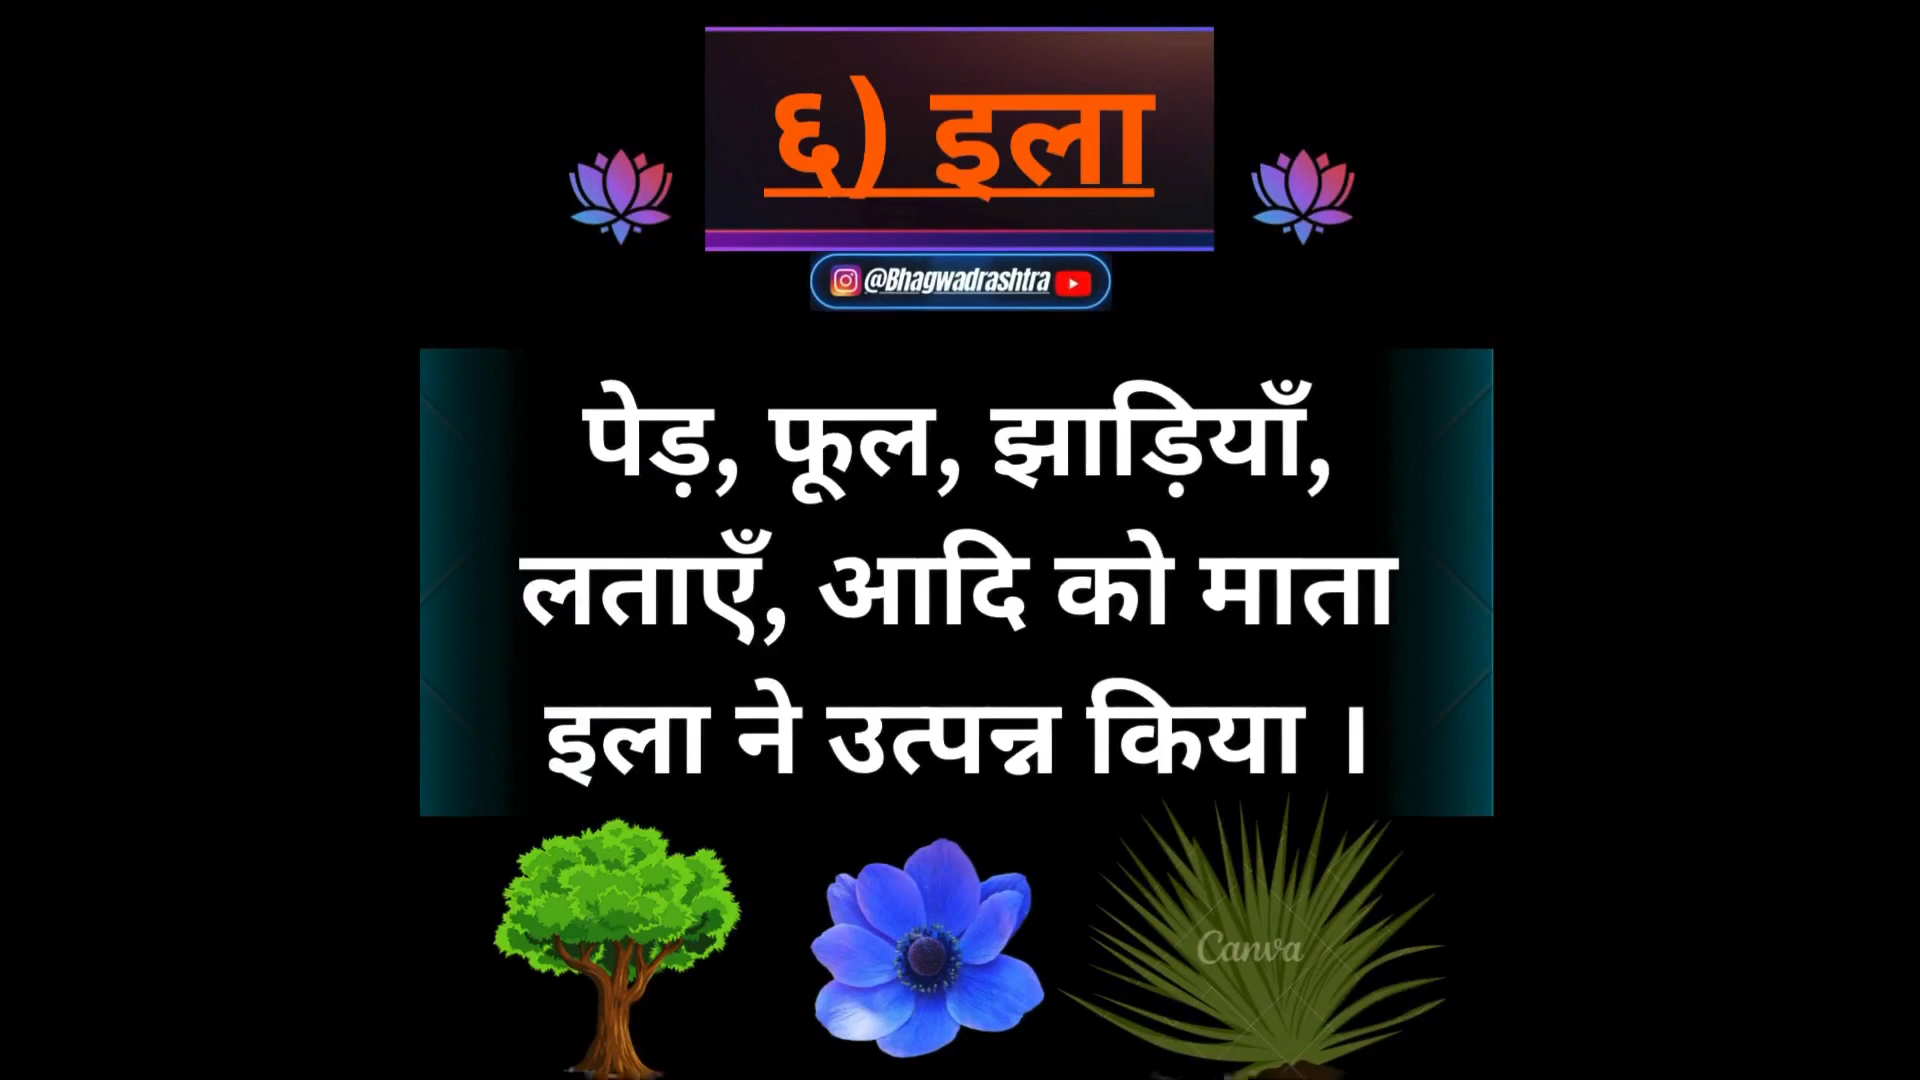 ६) इला
@Bhagwadrashtra
पेड़, फूल, झाड़ियाँ,
लताएँ, आदि को माता
इला ने उत्पन्न किया ।
Canva